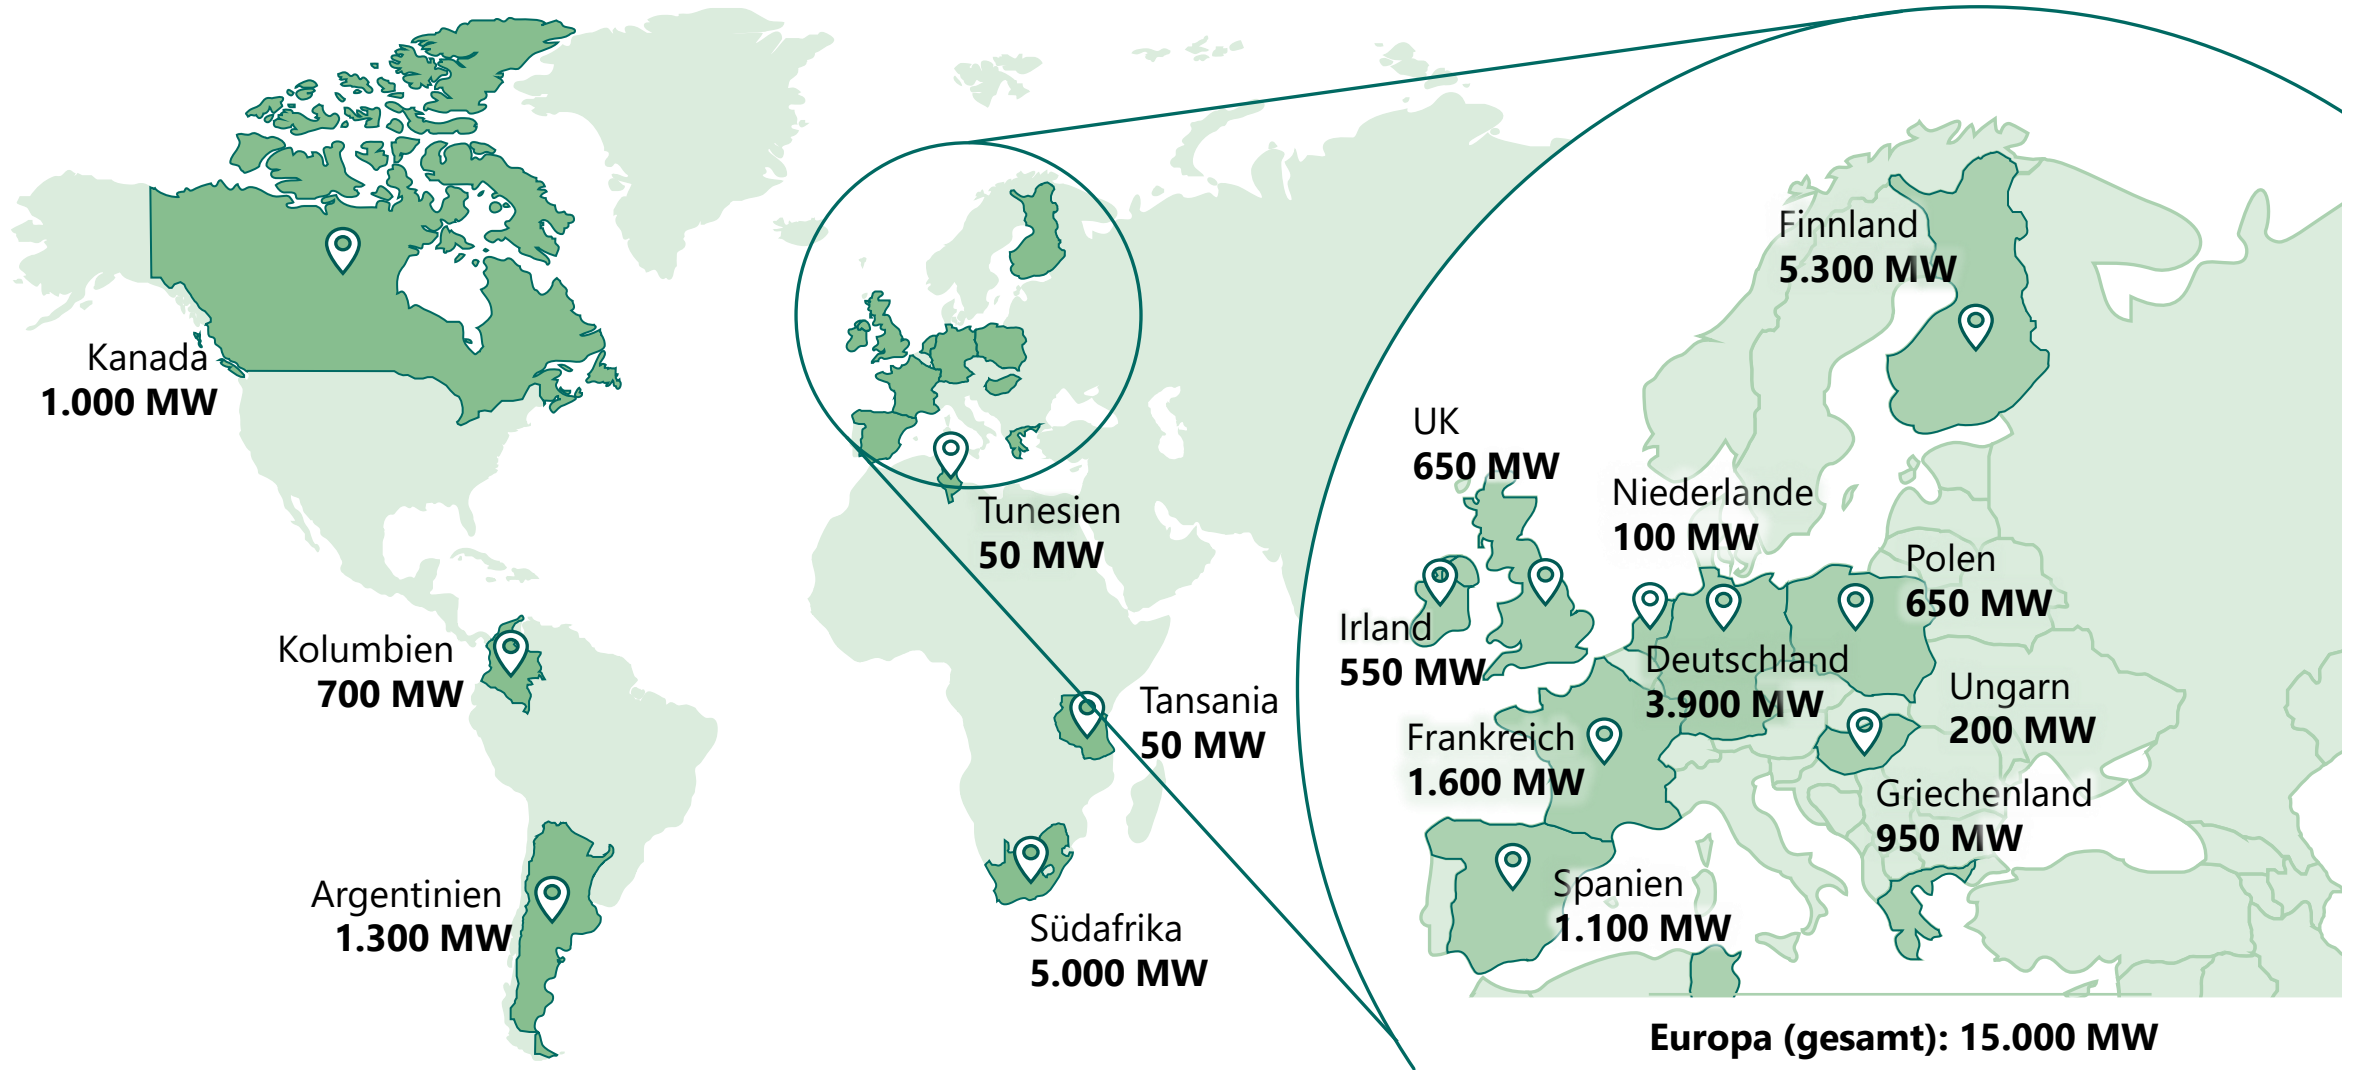 Kanada
1.000 MW
Kolumbien
700 MW
Argentinien
1.300 MW
Tunesien
50 MW
Tansania
50 MW
Südafrika
5.000 MW
Finnland
5.300 MW
UK
650 MW
Niederlande
100 MW
Polen
650 MW
Irland
550 MW
Deutschland
3.900 MW
Ungarn
200 MW
Frankreich
1.600 MW
Griechenland
950 MW
Spanien
1.100 MW
Europa (gesamt): 15.000 MW